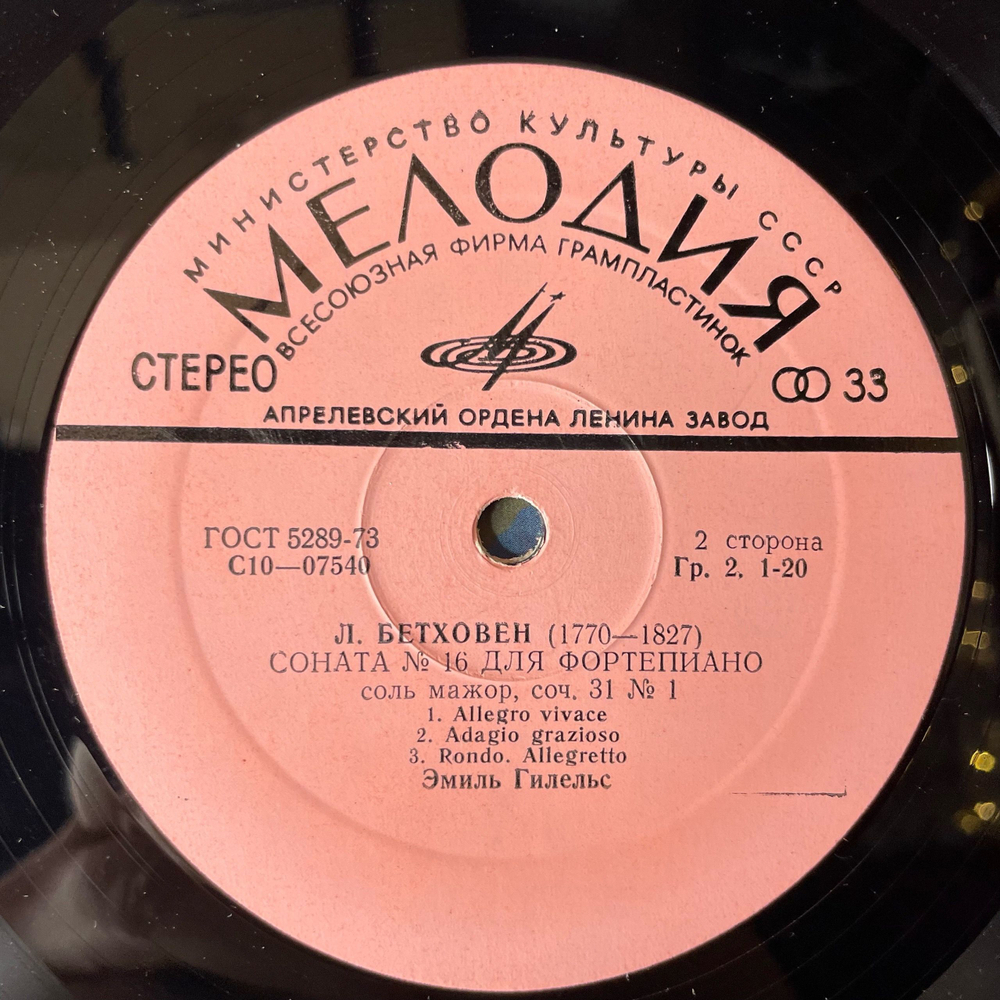 МИНИСТЕРСТВО КУЛЬТУРЫ СССР
МЕЛОДИЯ
ВСЕСОЮЗНАЯ ФИРМА ГРАМПЛАСТИНОК
СТЕРЕО
33
АПРЕЛЕВСКИЙ ОРДЕНА ЛЕНИНА ЗАВОД
ГОСТ 5289-73
С10—07540
2 сторона
Гр. 2, 1-20
Л. БЕТХОВЕН (1770—1827)
СОНАТА № 16 ДЛЯ ФОРТЕПИАНО
соль мажор, соч. 31 № 1
1. Allegro vivace
2. Adagio grazioso
3. Rondo. Allegretto
Эмиль Гилельс